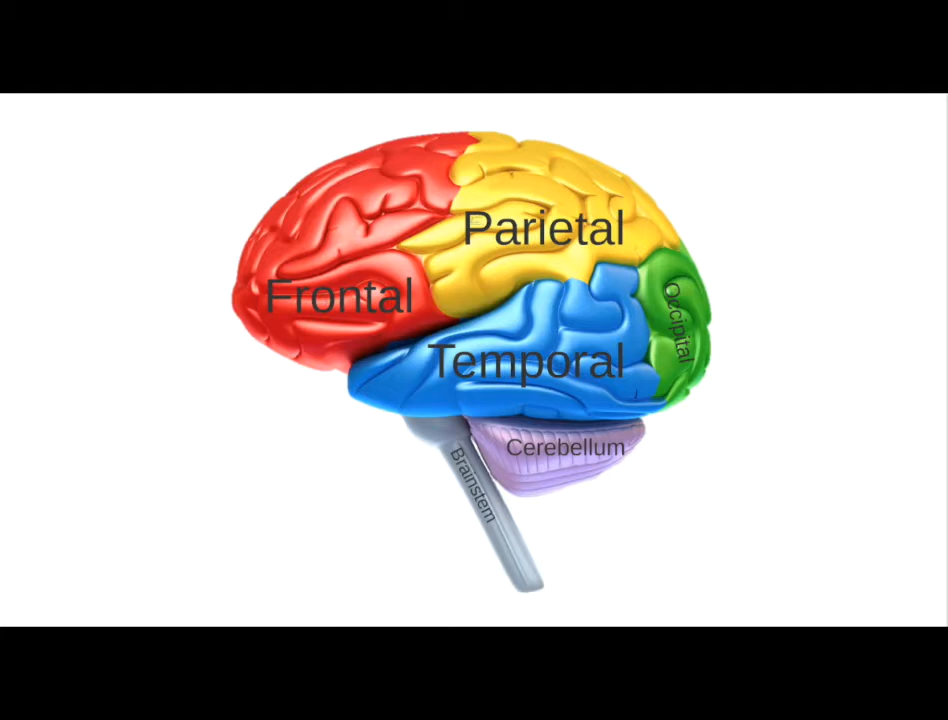 Parietal
Frontal
Occipital
Temporal
Cerebellum
Brainstem